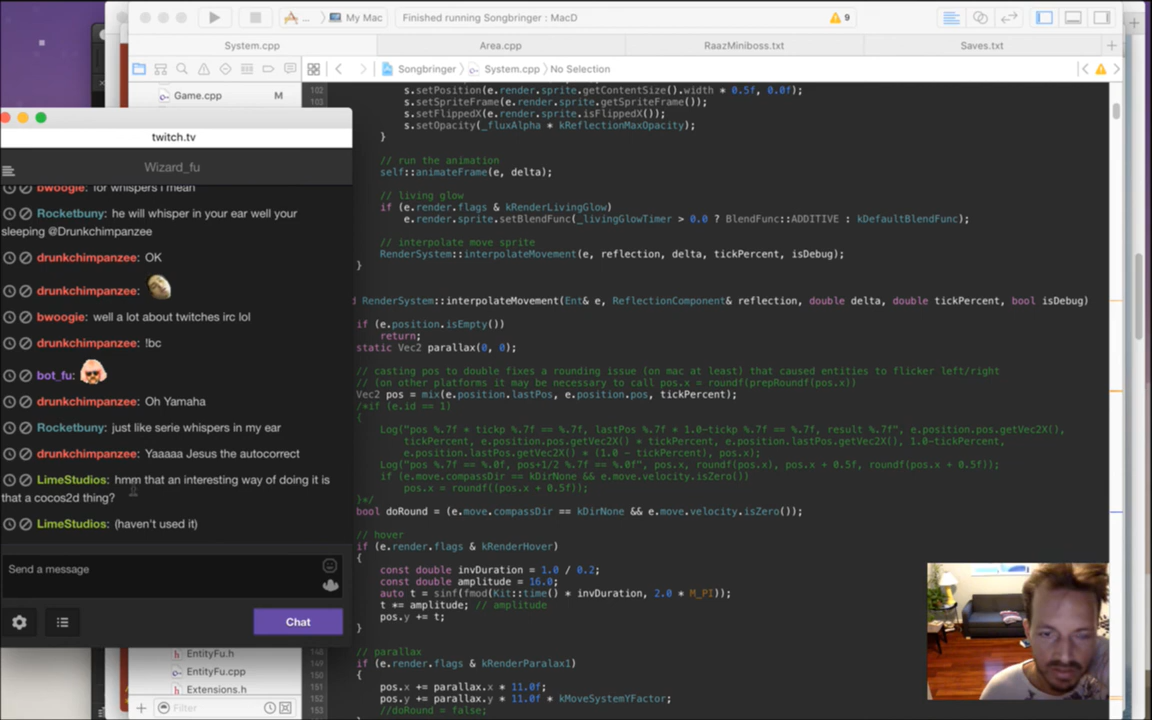 My Mac
Finished running Songbringer : MacD
9
System.cpp
Area.cpp
RaazMiniboss.txt
Saves.txt
Songbringer
System.cpp
No Selection
Game.cpp
M
twitch.tv
Wizard_fu
bwoogie: for whispers i mean
Rocketbuny: he will whisper in your ear well your
sleeping @Drunkchimpanzee
drunkchimpanzee: OK
drunkchimpanzee:
bwoogie: well a lot about twitches irc lol
drunkchimpanzee: !bc
bot_fu:
drunkchimpanzee: Oh Yamaha
Rocketbuny: just like serie whispers in my ear
drunkchimpanzee: Yaaaaa Jesus the autocorrect
LimeStudios: hmm that an interesting way of doing it is
that a cocos2d thing?
LimeStudios: (haven't used it)
Send a message
Chat
EntityFu.h
EntityFu.cpp
Extensions.h
Filter
102 s.setPosition(e.render.sprite.getContentSize().width * 0.5f, 0.0f);
103 s.setSpriteFrame(e.render.sprite.getSpriteFrame());
s.setFlippedX(e.render.sprite.isFlippedX());
s.setOpacity(_fluxAlpha * kReflectionMaxOpacity);
}
// run the animation
self::animateFrame(e, delta);
// living glow
if (e.render.flags & kRenderLivingGlow)
e.render.sprite.setBlendFunc(_livingGlowTimer > 0.0 ? BlendFunc::ADDITIVE : kDefaultBlendFunc);
// interpolate move sprite
RenderSystem::interpolateMovement(e, reflection, delta, tickPercent, isDebug);
}
d RenderSystem::interpolateMovement(Ent& e, ReflectionComponent& reflection, double delta, double tickPercent, bool isDebug)
if (e.position.isEmpty())
return;
static Vec2 parallax(0, 0);
// casting pos to double fixes a rounding issue (on mac at least) that caused entities to flicker left/right
// (on other platforms it may be necessary to call pos.x = roundf(prepRoundf(pos.x))
Vec2 pos = mix(e.position.lastPos, e.position.pos, tickPercent);
/*if (e.id == 1)
{
Log("pos %.7f * tickp %.7f == %.7f, lastPos %.7f * 1.0-tickp %.7f == %.7f, result %.7f", e.position.pos.getVec2X(),
tickPercent, e.position.pos.getVec2X() * tickPercent, e.position.lastPos.getVec2X(), 1.0-tickPercent,
e.position.lastPos.getVec2X() * (1.0 - tickPercent), pos.x);
Log("pos %.7f == %.0f, pos+1/2 %.7f == %.0f", pos.x, roundf(pos.x), pos.x + 0.5f, roundf(pos.x + 0.5f));
if (e.move.compassDir == kDirNone && e.move.velocity.isZero())
pos.x = roundf((pos.x + 0.5f));
}*/
bool doRound = (e.move.compassDir == kDirNone && e.move.velocity.isZero());
// hover
if (e.render.flags & kRenderHover)
{
const double invDuration = 1.0 / 0.2;
const double amplitude = 16.0;
auto t = sinf(fmod(Kit::time() * invDuration, 2.0 * M_PI));
t *= amplitude; // amplitude
pos.y += t;
}
148 // parallax
149 if (e.render.flags & kRenderParalax1)
150 {
151 pos.x += parallax.x * 11.0f;
152 pos.y += parallax.y * 11.0f * kMoveSystemYFactor;
153 //doRound = false;